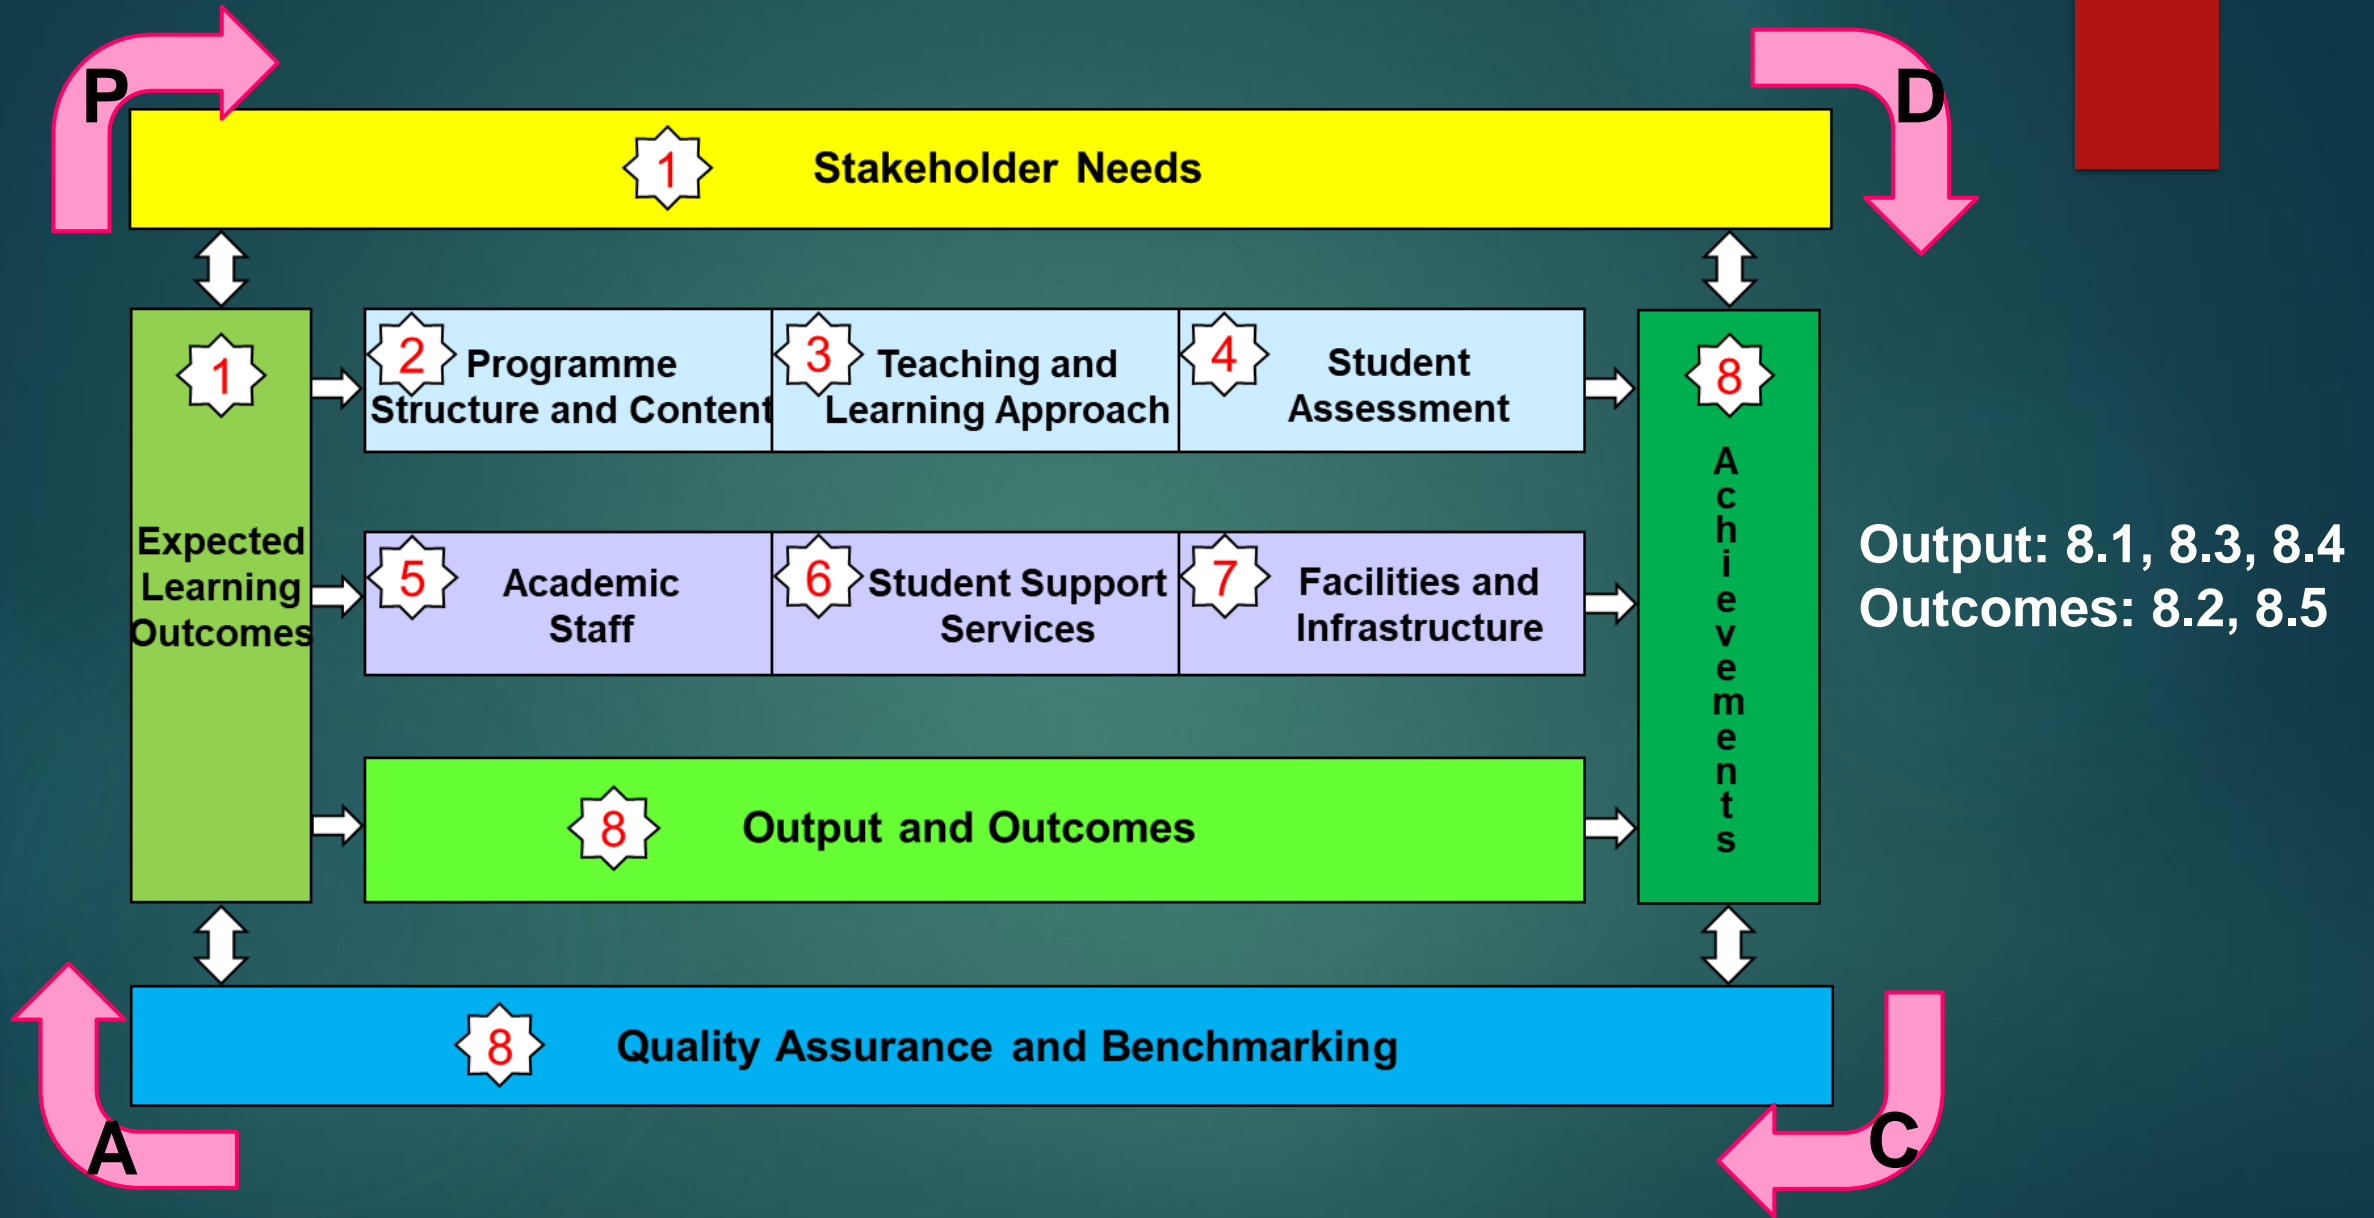 P
D
1
Stakeholder Needs
1
Expected
Learning
Outcomes
2
Programme
Structure and Content
3
Teaching and
Learning Approach
4
Student
Assessment
5
Academic
Staff
6
Student Support
Services
7
Facilities and
Infrastructure
8
Output and Outcomes
8
Achievements
Output: 8.1, 8.3, 8.4
Outcomes: 8.2, 8.5
8
Quality Assurance and Benchmarking
A
C